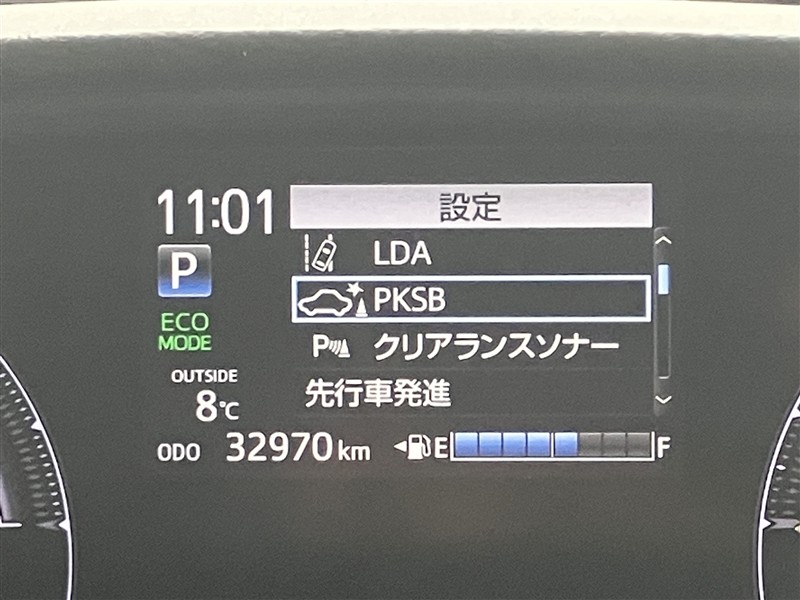 11:01
設定
LDA
P
PKSB
ECO MODE
P クリアランスソナー
OUTSIDE
8℃
先行車発進
ODO 32970 km E F